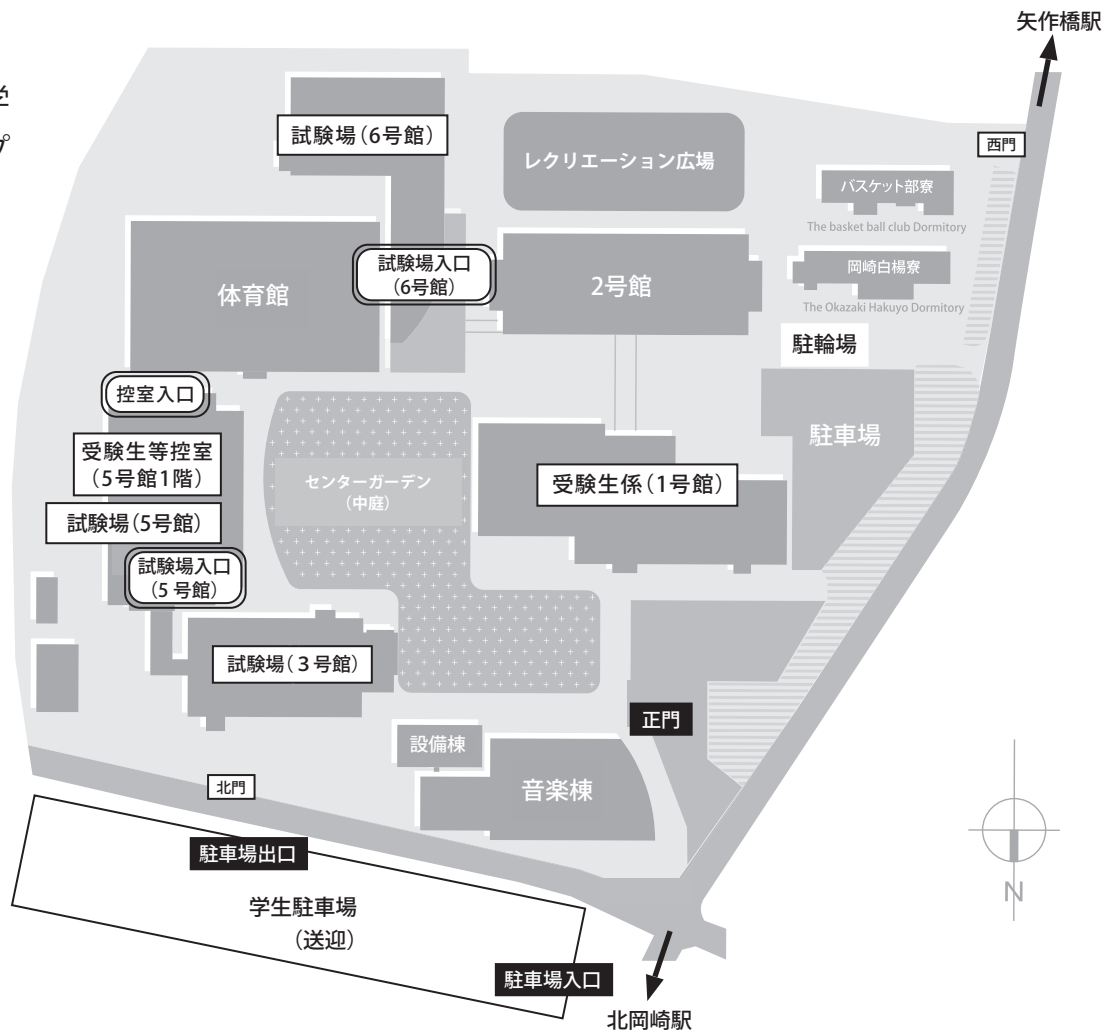 矢作橋駅
学
プ
試験場(6号館)
レクリエーション広場
西門
バスケット部寮
The basket ball club Dormitory
試験場入口
(6号館)
体育館
2号館
岡崎白楊寮
The Okazaki Hakuyo Dormitory
駐輪場
控室入口
駐車場
受験生等控室
(5号館1階)
センターガーデン
(中庭)
受験生係(1号館)
試験場(5号館)
試験場入口
(5号館)
試験場(3号館)
正門
設備棟
北門
音楽棟
駐車場出口
学生駐車場
(送迎)
N
駐車場入口
北岡崎駅